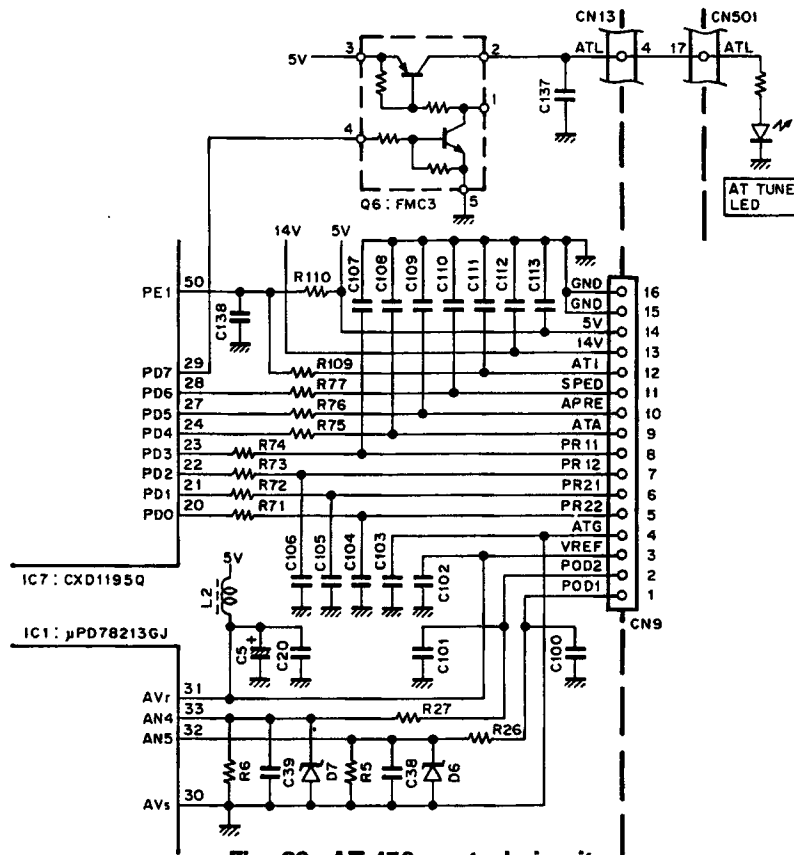 CN13
CN501
5V
3
2
ATL
4
17
ATL
1
4
C137
5
Q6 : FMC3
AT TUNE
LED
14V
5V
C107
C108
C109
C110
C111
C112
C113
PE1
50
R110
C138
GND
16
GND
15
5V
14
14V
13
PD7
29
R109
ATI
12
PD6
28
R77
SPED
11
PD5
27
R76
APRE
10
PD4
24
R75
ATA
9
PD3
23
R74
PR11
8
PD2
22
R73
PR12
7
PD1
21
R72
PR21
6
PD0
20
R71
PR22
5
ATG
4
VREF
3
POD2
2
POD1
1
C106
C105
C104
C103
C102
CN9
IC7 : CXD1195Q
5V
L2
IC1 : μPD78213GJ
C5
+
C20
C101
C100
AVr
31
AN4
33
R27
AN5
32
R26
R6
C39
D7
R5
C38
D6
AVs
30